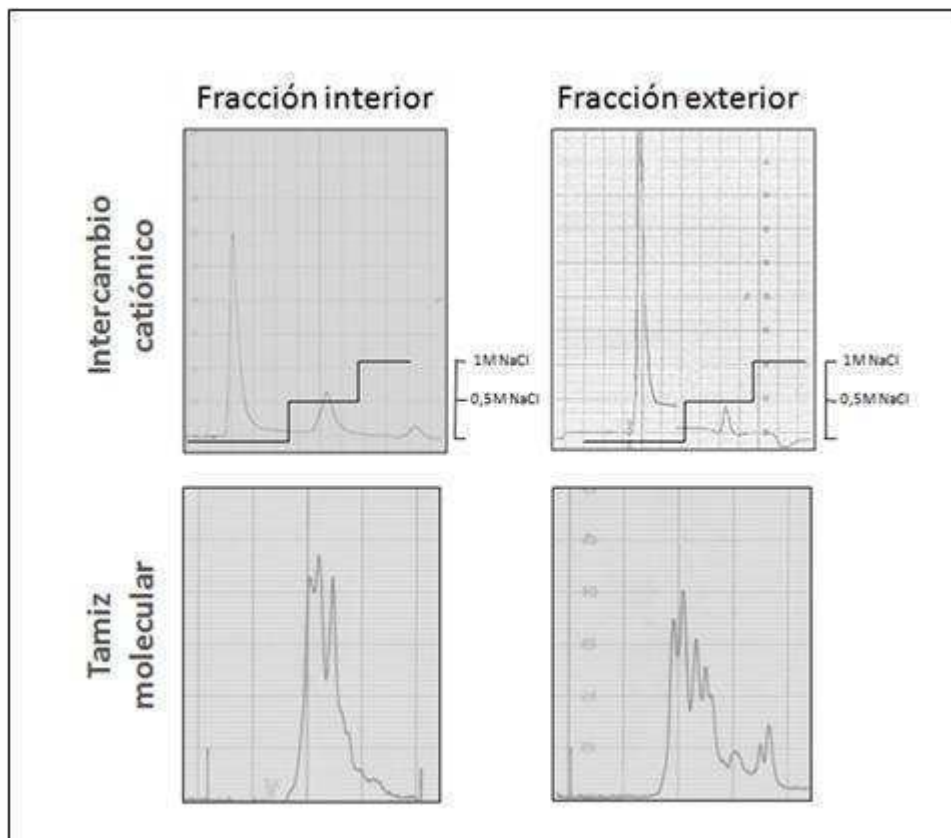 Fracción interior
Fracción exterior
Intercambio
catiónico
1M NaCl
0,5M NaCl
1M NaCl
0,5M NaCl
Tamiz
molecular